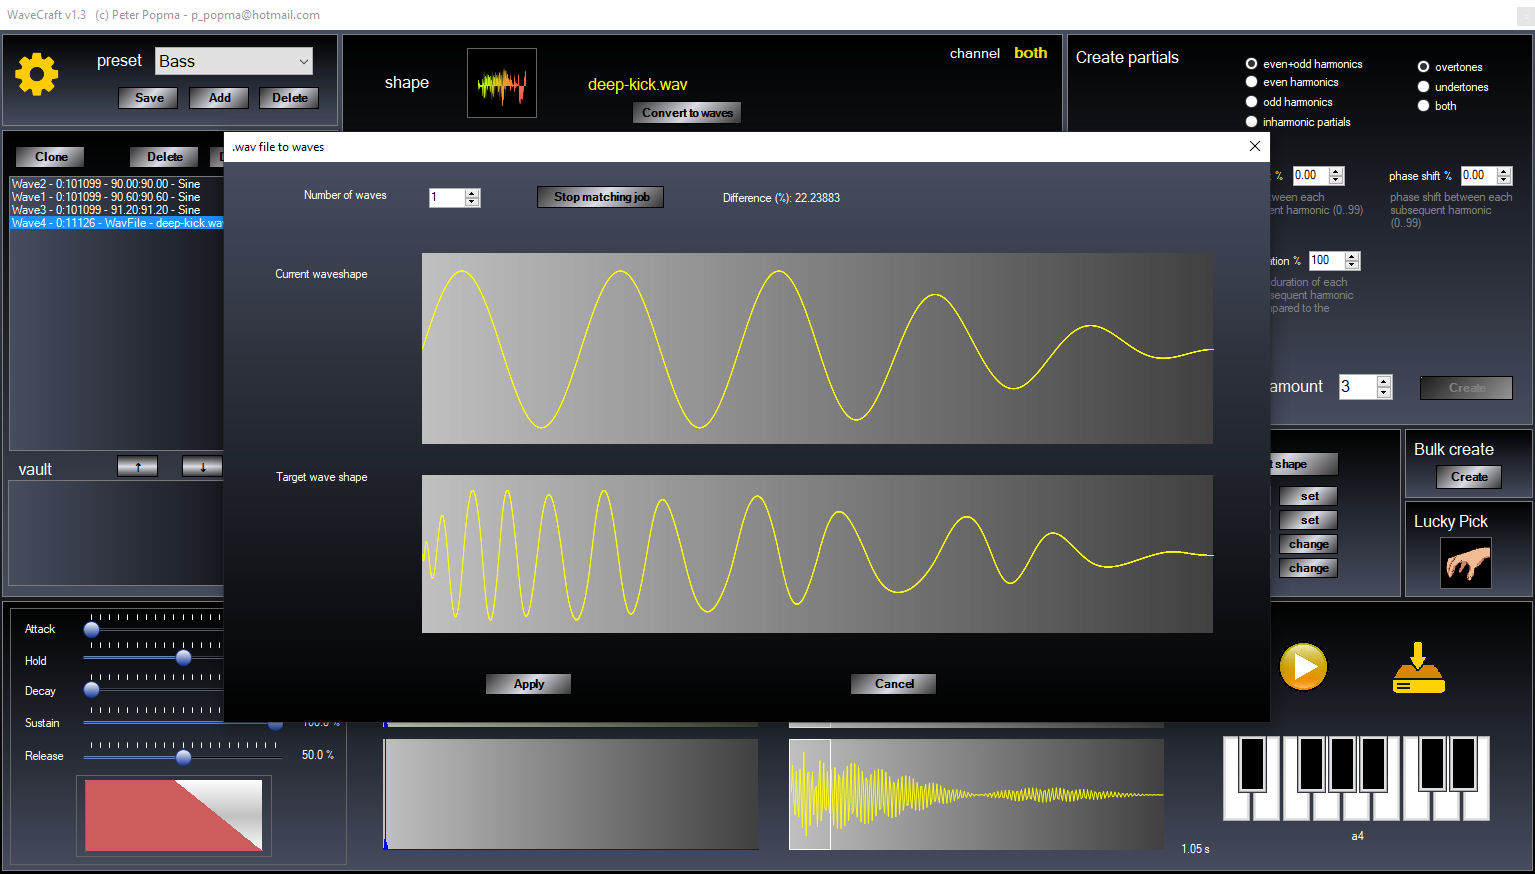 WaveCraft v1.3 (c) Peter Popma - p_popma@hotmail.com
preset
Bass
Save
Add
Delete
shape
deep-kick.wav
Convert to waves
channel both
Create partials
even+odd harmonics
even harmonics
odd harmonics
inharmonic partials
overtones
undertones
both
Clone
Delete
D
Wave2 - 0:101099 - 90.00:90.00 - Sine
Wave1 - 0:101099 - 90.60:90.60 - Sine
Wave3 - 0:101099 - 91.20:91.20 - Sine
Wave4 - 0:11126 - WavFile - deep-kick.wav
.wav file to waves
Number of waves
1
Stop matching job
Difference (%): 22.23883
Current waveshape
Target wave shape
Apply
Cancel
%
0.00
phase shift %
0.00
ween each
ent harmonic (0..99)
phase shift between each
subsequent harmonic
(0..99)
tion %
100
duration of each
sequent harmonic
pared to the
amount
3
Create
vault
↑
↓
t shape
set
set
change
change
Bulk create
Create
Lucky Pick
Attack
Hold
Decay
Sustain
100.0 %
Release
50.0 %
1.05 s
a4